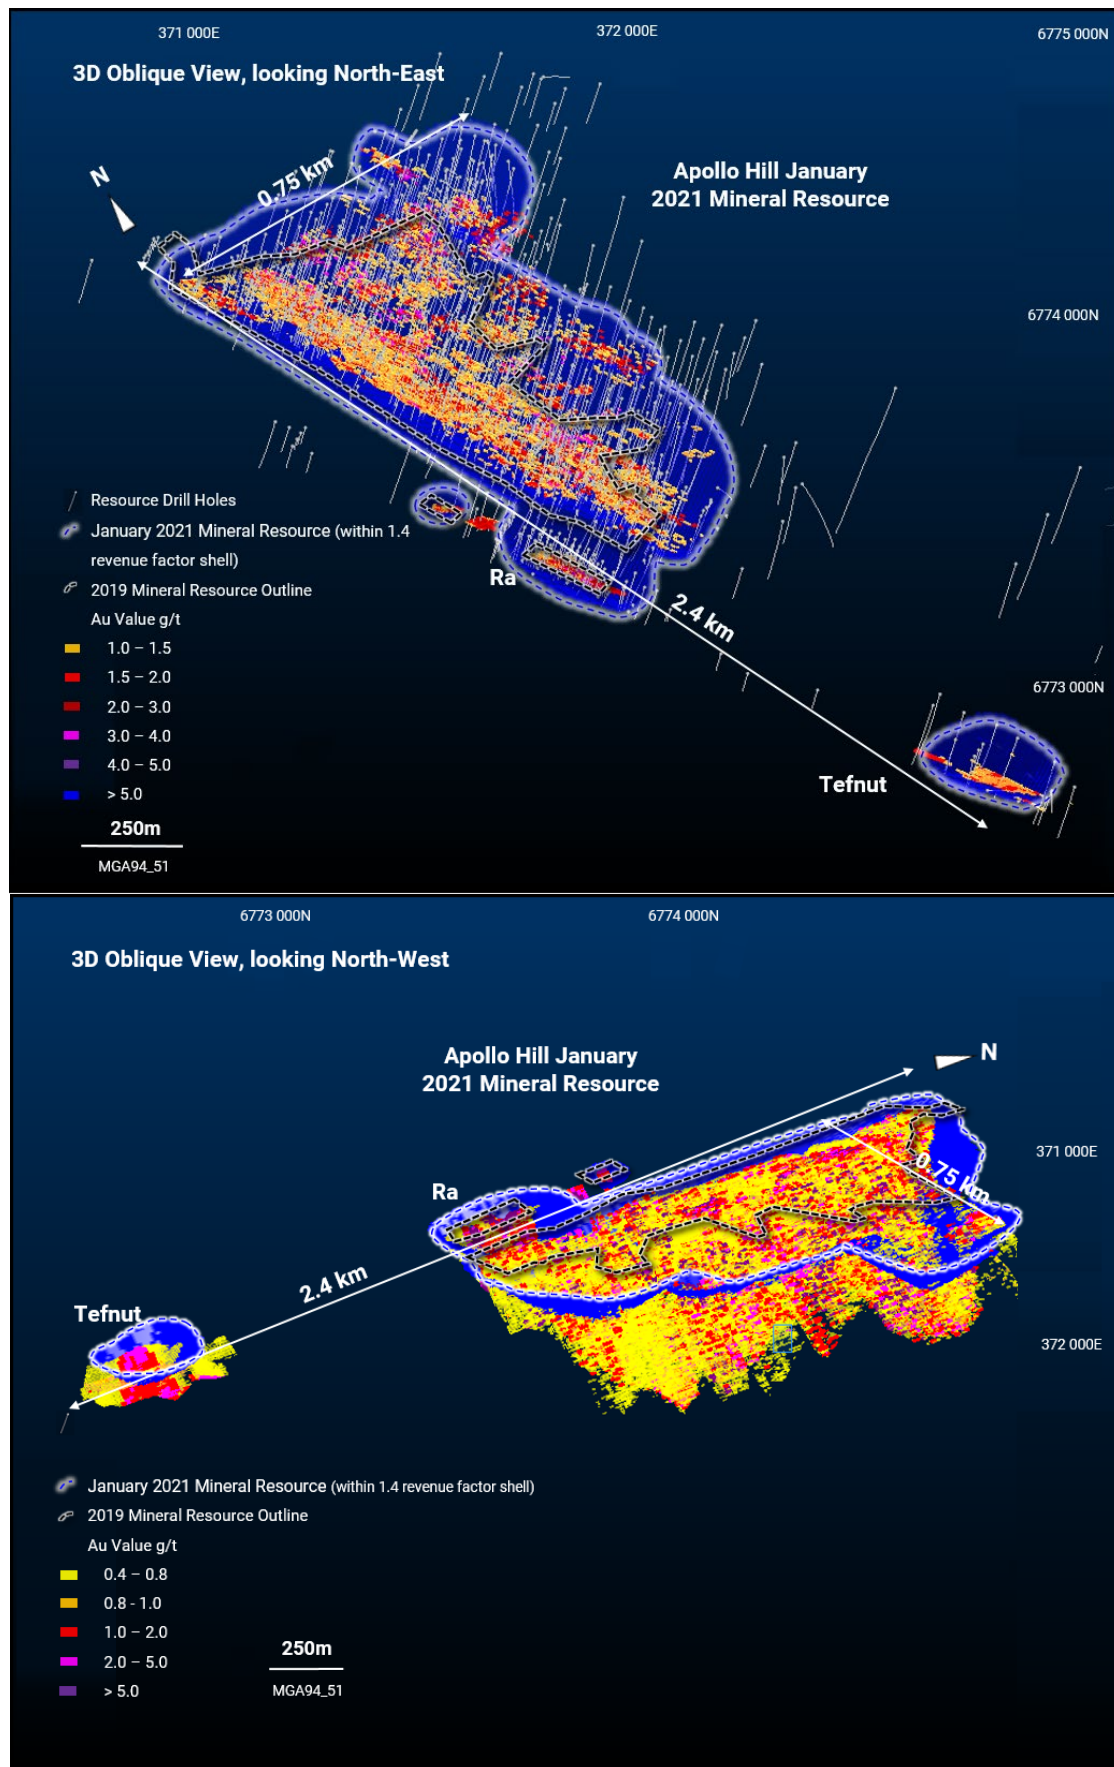 371 000E
372 000E
6775 000N
3D Oblique View, looking North-East
N
0.75 km
Apollo Hill January
2021 Mineral Resource
6774 000N
Resource Drill Holes
January 2021 Mineral Resource (within 1.4
revenue factor shell)
2019 Mineral Resource Outline
Ra
2.4 km
Au Value g/t
1.0 – 1.5
1.5 – 2.0
2.0 – 3.0
3.0 – 4.0
4.0 – 5.0
> 5.0
6773 000N
Tefnut
250m
MGA94_51
6773 000N
6774 000N
3D Oblique View, looking North-West
Apollo Hill January
2021 Mineral Resource
N
371 000E
0.75 km
Ra
2.4 km
Tefnut
372 000E
January 2021 Mineral Resource (within 1.4 revenue factor shell)
2019 Mineral Resource Outline
Au Value g/t
0.4 – 0.8
0.8 - 1.0
1.0 – 2.0
2.0 – 5.0
> 5.0
250m
MGA94_51